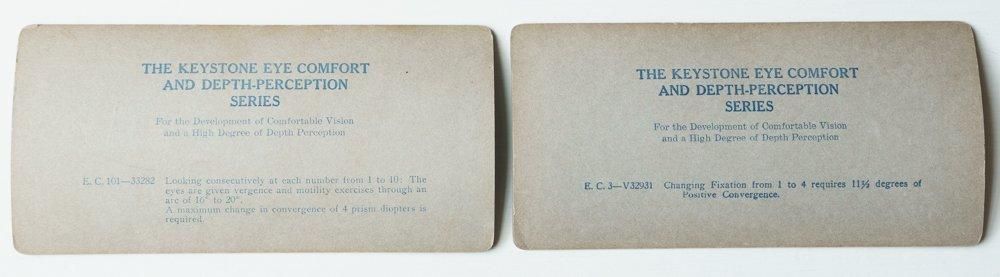 THE KEYSTONE EYE COMFORT
AND DEPTH-PERCEPTION
SERIES
For the Development of Comfortable Vision
and a High Degree of Depth Perception
E. C. 101—33282 Looking consecutively at each number from 1 to 10: The
eyes are given vergence and motility exercises through an
arc of 16° to 20°.
A maximum change in convergence of 4 prism diopters is
required.
THE KEYSTONE EYE COMFORT
AND DEPTH-PERCEPTION
SERIES
For the Development of Comfortable Vision
and a High Degree of Depth Perception
E. C. 3—V32931 Changing Fixation from 1 to 4 requires degrees of
Positive Convergence.